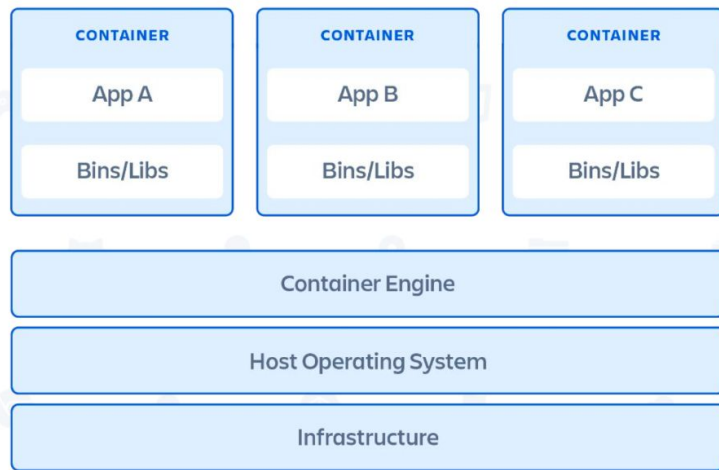 CONTAINER
App A
Bins/Libs
CONTAINER
App B
Bins/Libs
CONTAINER
App C
Bins/Libs
Container Engine
Host Operating System
Infrastructure